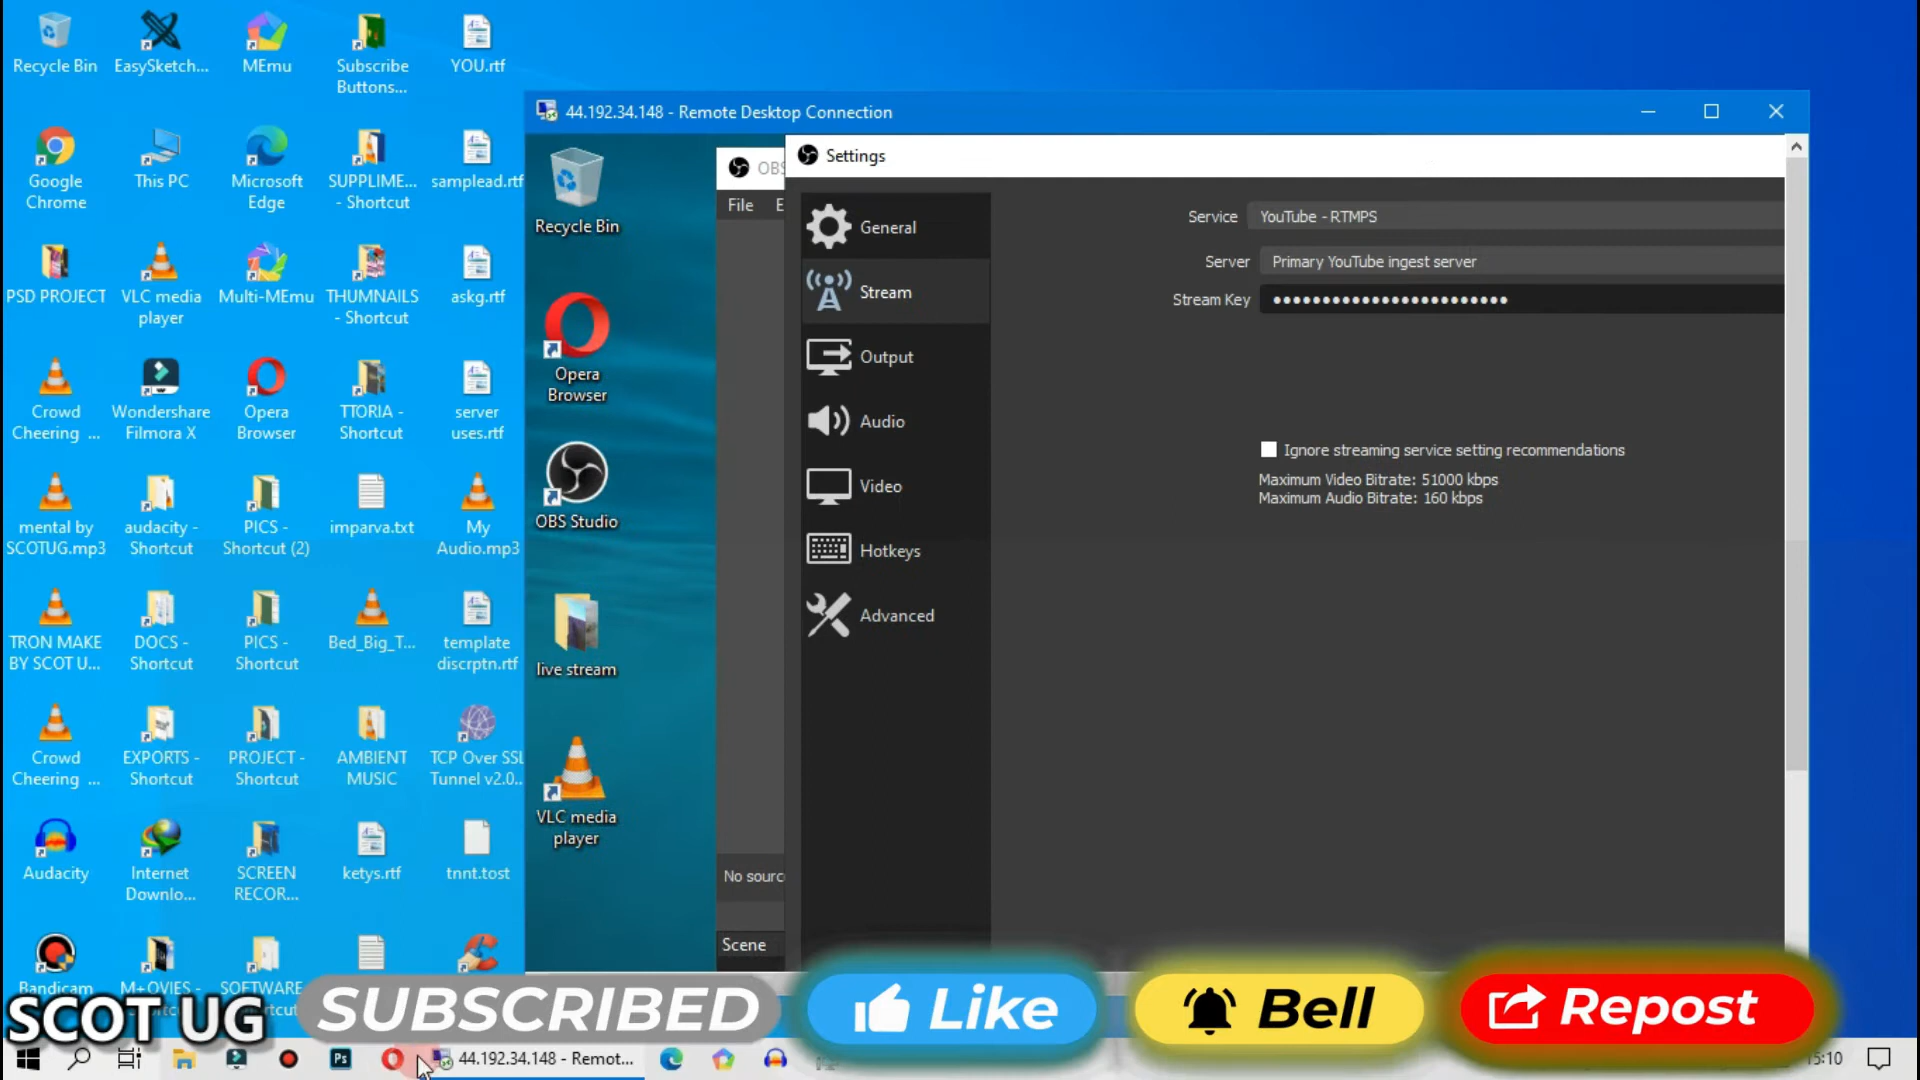 Recycle Bin
EasySketch...
MEmu
Subscribe
Buttons...
YOU.rtf
Google
Chrome
This PC
Microsoft
Edge
SUPPLIME...
- Shortcut
samplead.rtf
PSD PROJECT
VLC media
player
Multi-MEmu
THUMNAILS
- Shortcut
askg.rtf
Crowd
Cheering ...
Wondershare
Filmora X
Opera
Browser
TTORIA -
Shortcut
server
uses.rtf
mental by
SCOTUG.mp3
audacity -
Shortcut
PICS -
Shortcut (2)
imparva.txt
My
Audio.mp3
TRON MAKE
BY SCOT U...
DOCS -
Shortcut
PICS -
Shortcut
Bed_Big_T...
template
discrptn.rtf
Crowd
Cheering ...
EXPORTS -
Shortcut
PROJECT -
Shortcut
AMBIENT
MUSIC
TCP Over SSL
Tunnel v2.0...
Audacity
Internet
Downlo...
SCREEN
RECOR...
ketys.rtf
tnnt.tost
Bandicam
M+OVIES -
SOFTWARE
44.192.34.148 - Remote Desktop Connection
Recycle Bin
Opera
Browser
OBS Studio
live stream
VLC media
player
OBS
File
E
No sourc
Scene
Settings
General
Stream
Output
Audio
Video
Hotkeys
Advanced
Service YouTube - RTMPS
Server Primary YouTube ingest server
Stream Key ••••••••••••••••••••••••
Ignore streaming service setting recommendations
Maximum Video Bitrate: 51000 kbps
Maximum Audio Bitrate: 160 kbps
SCOT UG
SUBSCRIBED
Like
Bell
Repost
Ps
44.192.34.148 - Remot...
15:10